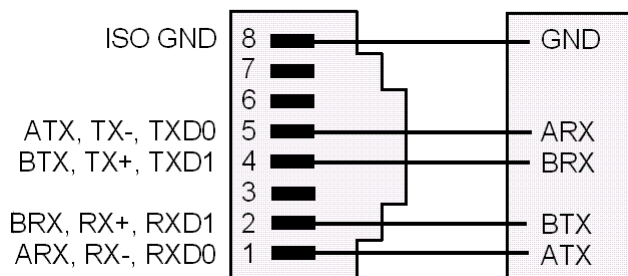 ISO GND 8 GND
7
6
ATX, TX-, TXD0 5 ARX
BTX, TX+, TXD1 4 BRX
3
BRX, RX+, RXD1 2 BTX
ARX, RX-, RXD0 1 ATX